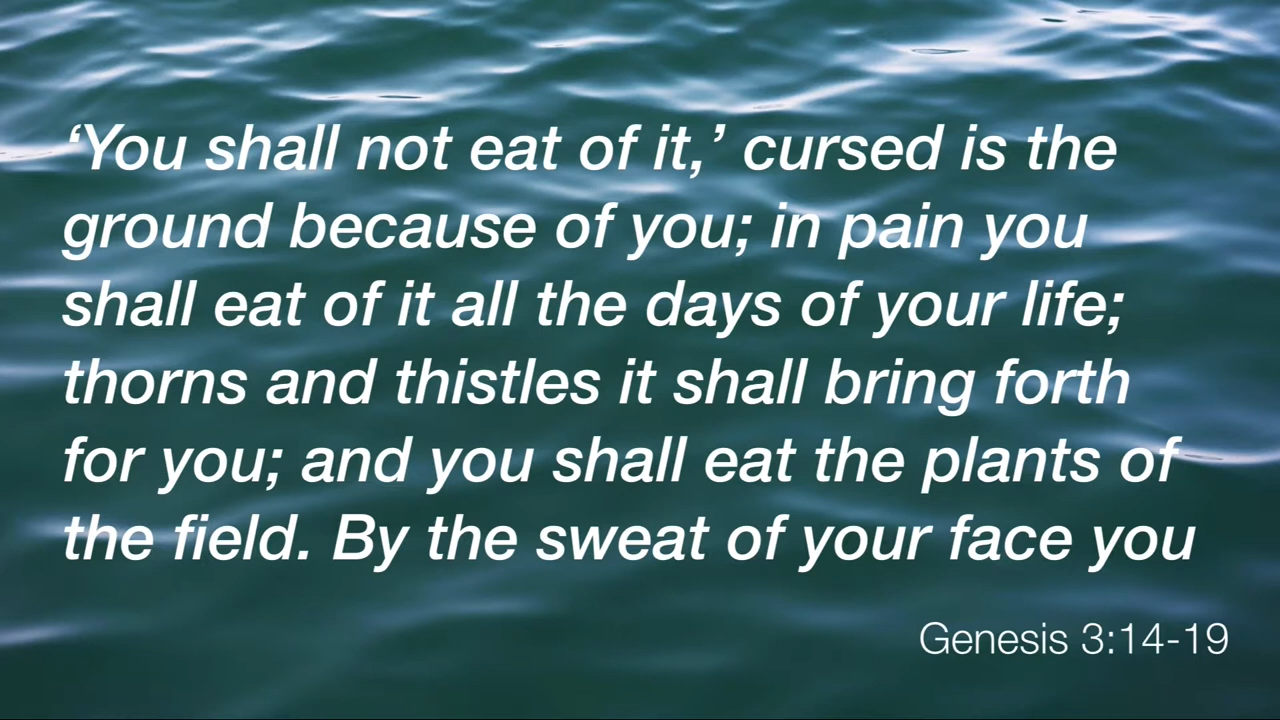 ‘You shall not eat of it,’ cursed is the
ground because of you; in pain you
shall eat of it all the days of your life;
thorns and thistles it shall bring forth
for you; and you shall eat the plants of
the field. By the sweat of your face you
Genesis 3:14-19